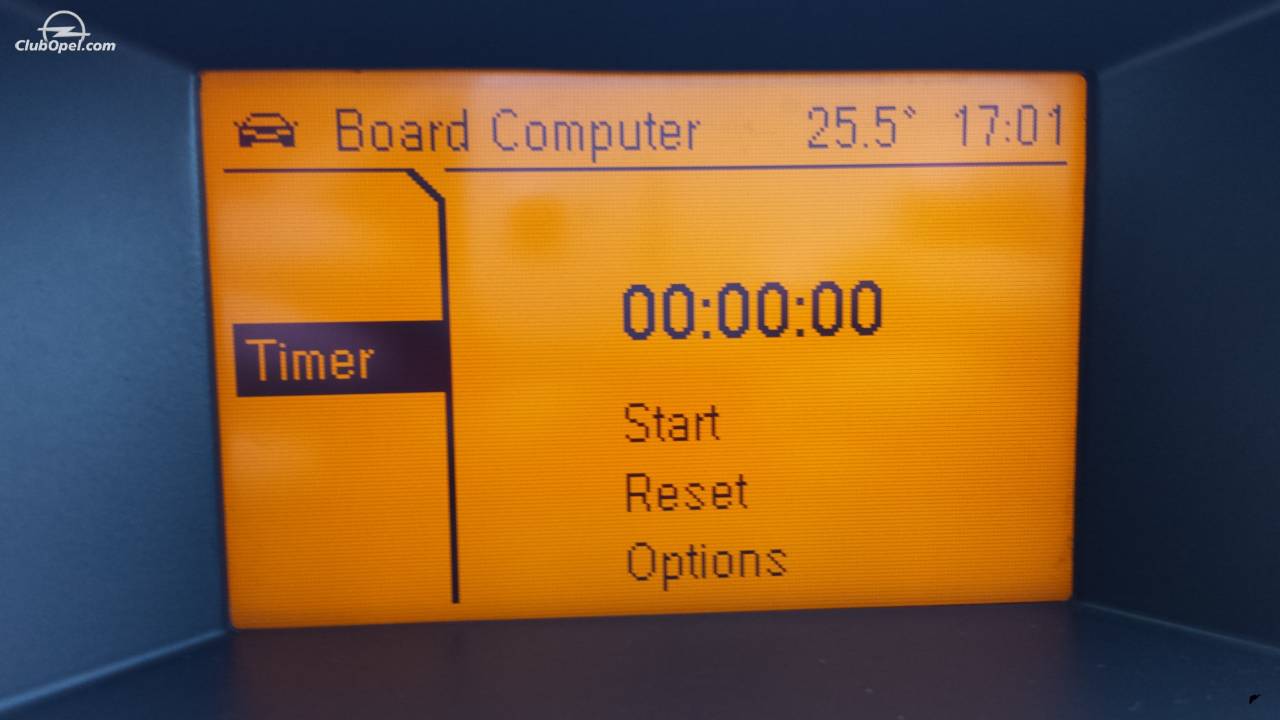 ClubOpel.com
Board Computer 25.5° 17:01
00:00:00
Timer
Start
Reset
Options